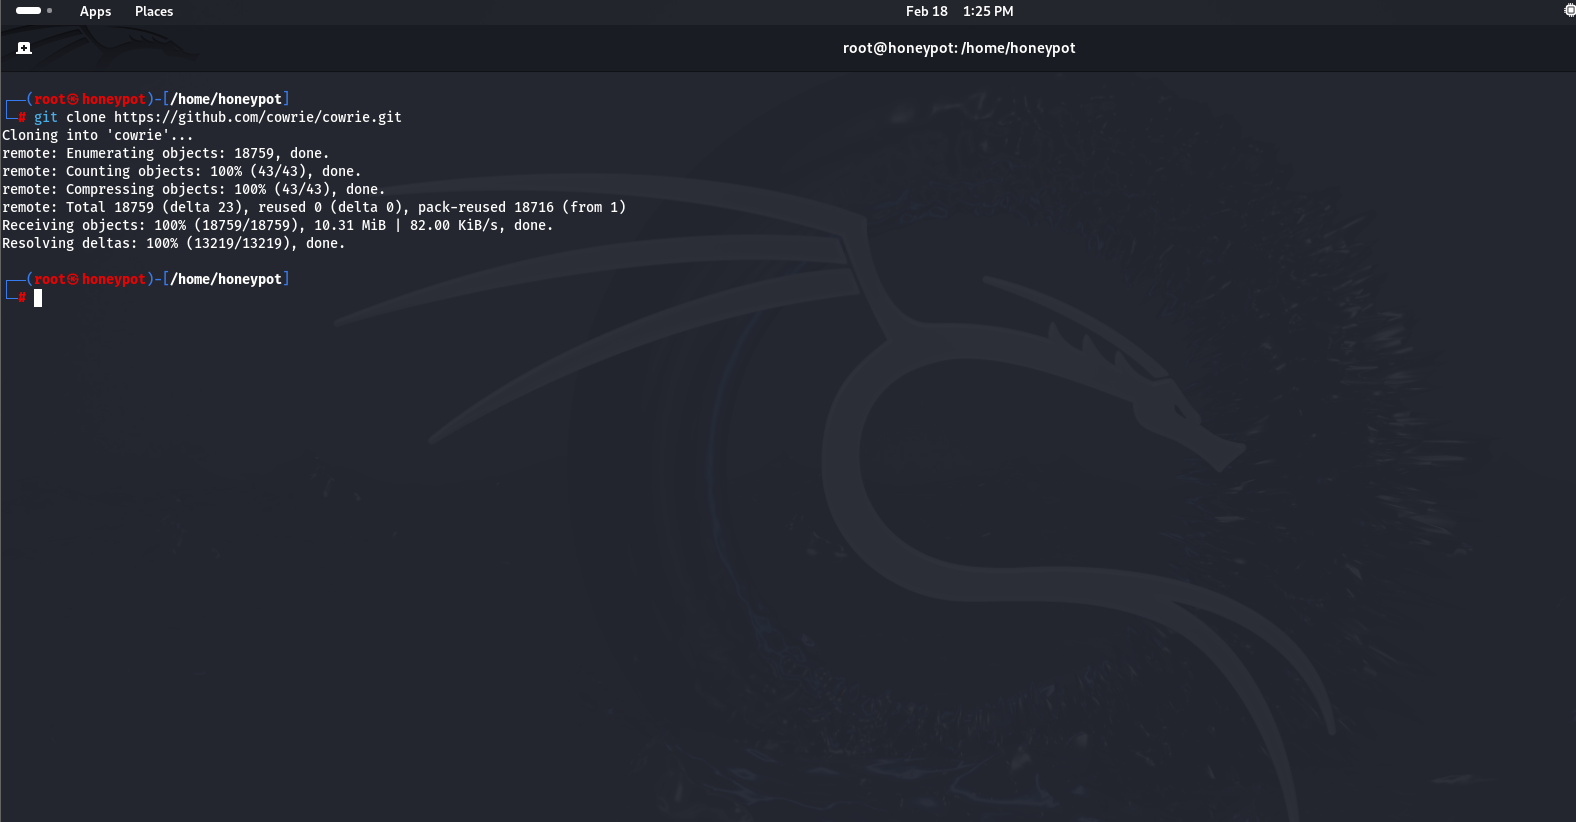 Apps Places Feb 18 1:25 PM
root@honeypot: /home/honeypot
┌──(root㉿honeypot)-[/home/honeypot]
└─# git clone https://github.com/cowrie/cowrie.git
Cloning into 'cowrie'...
remote: Enumerating objects: 18759, done.
remote: Counting objects: 100% (43/43), done.
remote: Compressing objects: 100% (43/43), done.
remote: Total 18759 (delta 23), reused 0 (delta 0), pack-reused 18716 (from 1)
Receiving objects: 100% (18759/18759), 10.31 MiB | 82.00 KiB/s, done.
Resolving deltas: 100% (13219/13219), done.
┌──(root㉿honeypot)-[/home/honeypot]
└─#